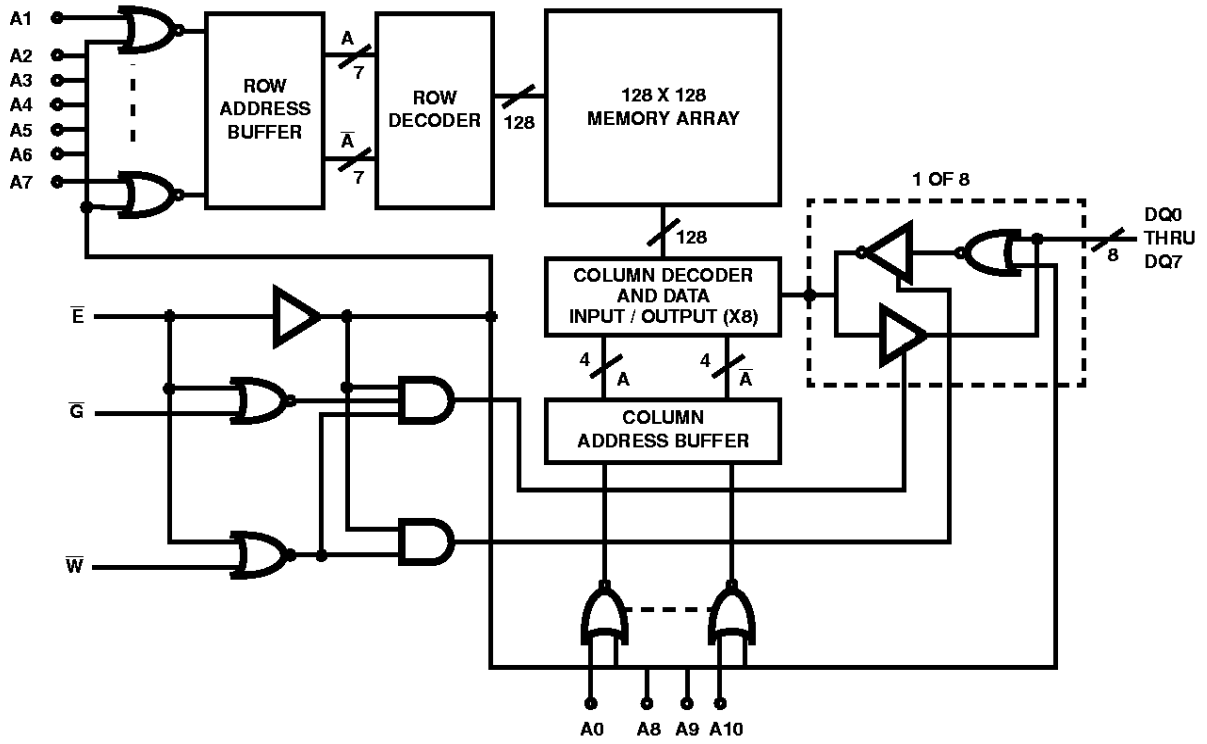 A1
A2
A3
A4
A5
A6
A7
ROW
ADDRESS
BUFFER
A
7
A̅
7
ROW
DECODER
128
128 X 128
MEMORY ARRAY
128
1 OF 8
DQ0
THRU
DQ7
8
COLUMN DECODER
AND DATA
INPUT / OUTPUT (X8)
4
A
4
A̅
COLUMN
ADDRESS BUFFER
E̅
G̅
W̅
A0
A8
A9
A10